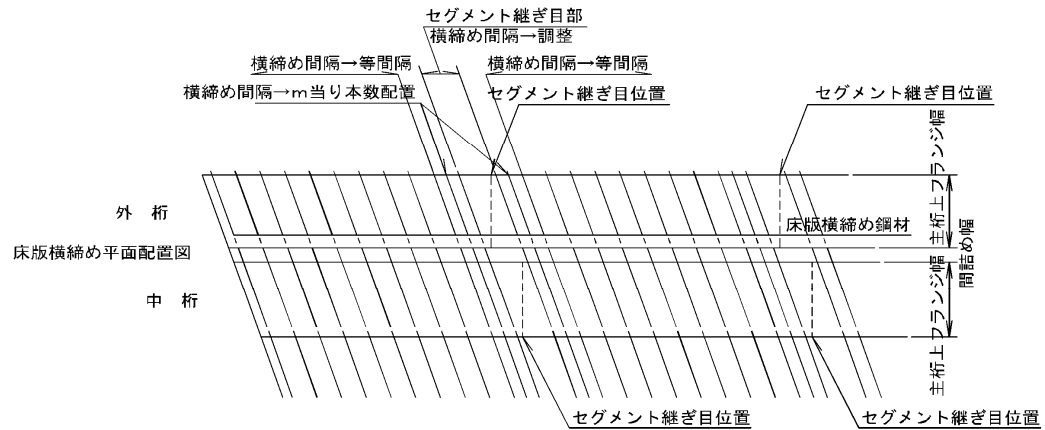 セグメント継ぎ目部
横締め間隔→調整
横締め間隔→等間隔
横締め間隔→等間隔
横締め間隔→m当り本数配置
セグメント継ぎ目位置
セグメント継ぎ目位置
外 桁
床版横締め鋼材
主桁上フランジ幅
床版横締め平面配置図
間詰め幅
中 桁
主桁上フランジ幅
セグメント継ぎ目位置
セグメント継ぎ目位置